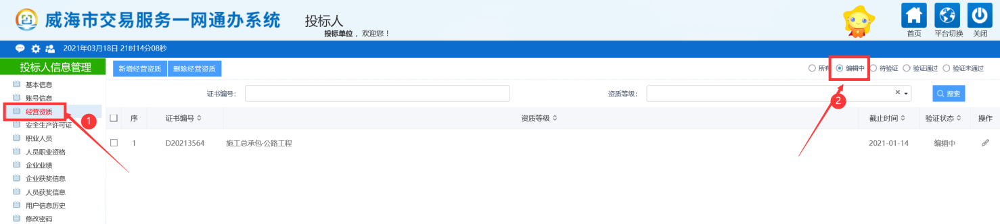 威海市交易服务一网通办系统
投标人
投标单位，欢迎您！
首页 平台切换 关闭
2021年03月18日 21时14分08秒
投标人信息管理
新增经营资质 删除经营资质
所有 编辑中 待验证 验证通过 验证未通过
基本信息
账号信息
经营资质
安全生产许可证
职业人员
人员职业资格
企业业绩
企业获奖信息
人员获奖信息
用户信息历史
修改密码
证书编号： 资质等级： 搜索
序 证书编号 资质等级 截止时间 验证状态 操作
1 D20213564 施工总承包·公路工程 2021-01-14 编辑中
1
2